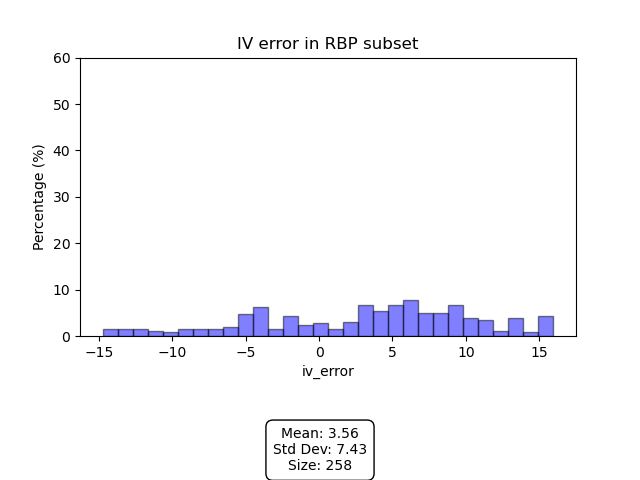 IV error in RBP subset
60
50
40
30
20
10
0
Percentage (%)
−15 −10 −5 0 5 10 15
iv_error
Mean: 3.56
Std Dev: 7.43
Size: 258